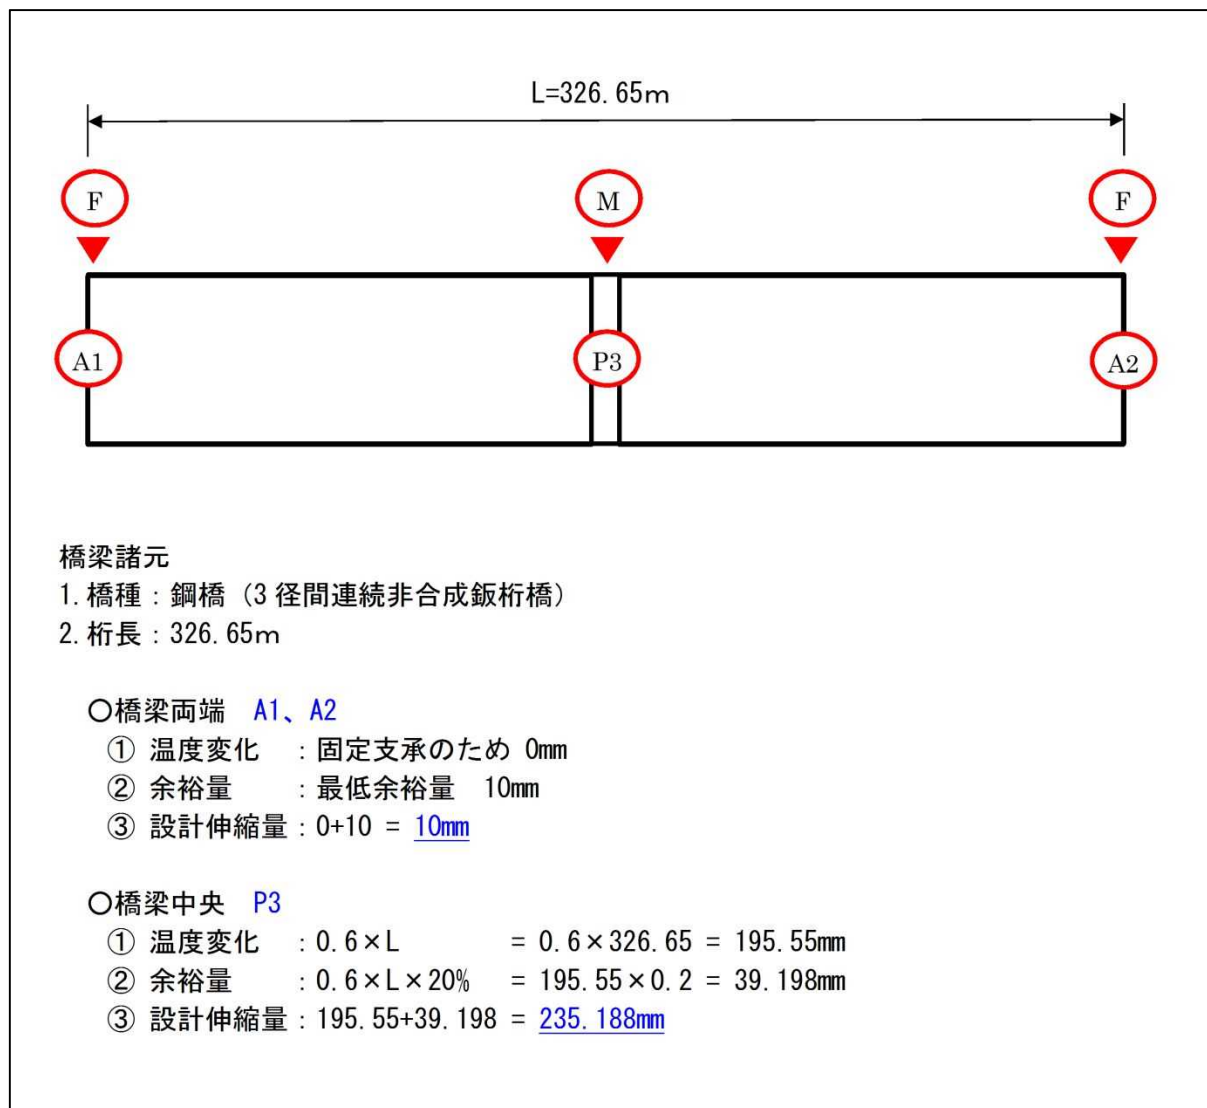 L=326.65m
F
M
F
A1
P3
A2
橋梁諸元
1.橋種：鋼橋（3径間連続非合成鈑桁橋）
2.桁長：326.65m
〇橋梁両端 A1、A2
① 温度変化 ：固定支承のため 0mm
② 余裕量 ：最低余裕量 10mm
③ 設計伸縮量：0+10 = 10mm
〇橋梁中央 P3
① 温度変化 ：0.6×L = 0.6×326.65 = 195.55mm
② 余裕量 ：0.6×L×20% = 195.55×0.2 = 39.198mm
③ 設計伸縮量：195.55+39.198 = 235.188mm